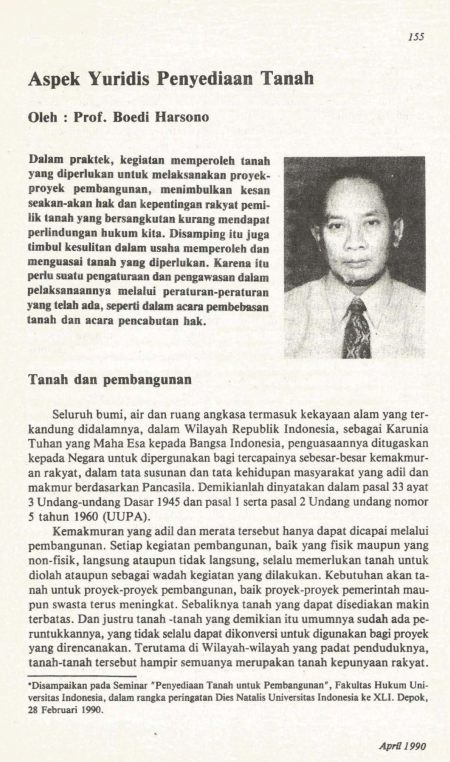 155
Aspek Yuridis Penyediaan Tanah
Oleh : Prof. Boedi Harsono
Dalam praktek, kegiatan memperoleh tanah
yang diperlukan untuk melaksanakan proyek-
proyek pembangunan, menimbulkan kesan
seakan-akan hak dan kepentingan rakyat pemi-
lik tanah yang bersangkutan kurang mendapat
perlindungan hukum kita. Disamping itu juga
timbul kesulitan dalam usaha memperoleh dan
menguasai tanah yang diperlukan. Karena itu
perlu suatu pengaturaan dan pengawasan dalam
pelaksanaannya melalui peraturan-peraturan
yang telah ada, seperti dalam acara pembebasan
tanah dan acara pencabutan hak.
Tanah dan pembangunan
Seluruh bumi, air dan ruang angkasa termasuk kekayaan alam yang ter-
kandung didalamnya, dalam Wilayah Republik Indonesia, sebagai Karunia
Tuhan yang Maha Esa kepada Bangsa Indonesia, penguasaannya ditugaskan
kepada Negara untuk dipergunakan bagi tercapainya sebesar-besar kemakmur-
an rakyat, dalam tata susunan dan tata kehidupan masyarakat yang adil dan
makmur berdasarkan Pancasila. Demikianlah dinyatakan dalam pasal 33 ayat
3 Undang-undang Dasar 1945 dan pasal 1 serta pasal 2 Undang undang nomor
5 tahun 1960 (UUPA).
Kemakmuran yang adil dan merata tersebut hanya dapat dicapai melalui
pembangunan. Setiap kegiatan pembangunan, baik yang fisik maupun yang
non-fisik, langsung ataupun tidak langsung, selalu memerlukan tanah untuk
diolah ataupun sebagai wadah kegiatan yang dilakukan. Kebutuhan akan ta-
nah untuk proyek-proyek pembangunan, baik proyek-proyek pemerintah mau-
pun swasta terus meningkat. Sebaliknya tanah yang dapat disediakan makin
terbatas. Dan justru tanah -tanah yang demikian itu umumnya sudah ada pe-
runtukkannya, yang tidak selalu dapat dikonversi untuk digunakan bagi proyek
yang direncanakan. Terutama di Wilayah-wilayah yang padat penduduknya,
tanah-tanah tersebut hampir semuanya merupakan tanah kepunyaan rakyat.
*Disampaikan pada Seminar "Penyediaan Tanah untuk Pembangunan", Fakultas Hukum Uni-
versitas Indonesia, dalam rangka peringatan Dies Natalis Universitas Indonesia ke XLI. Depok,
28 Februari 1990.
April 1990